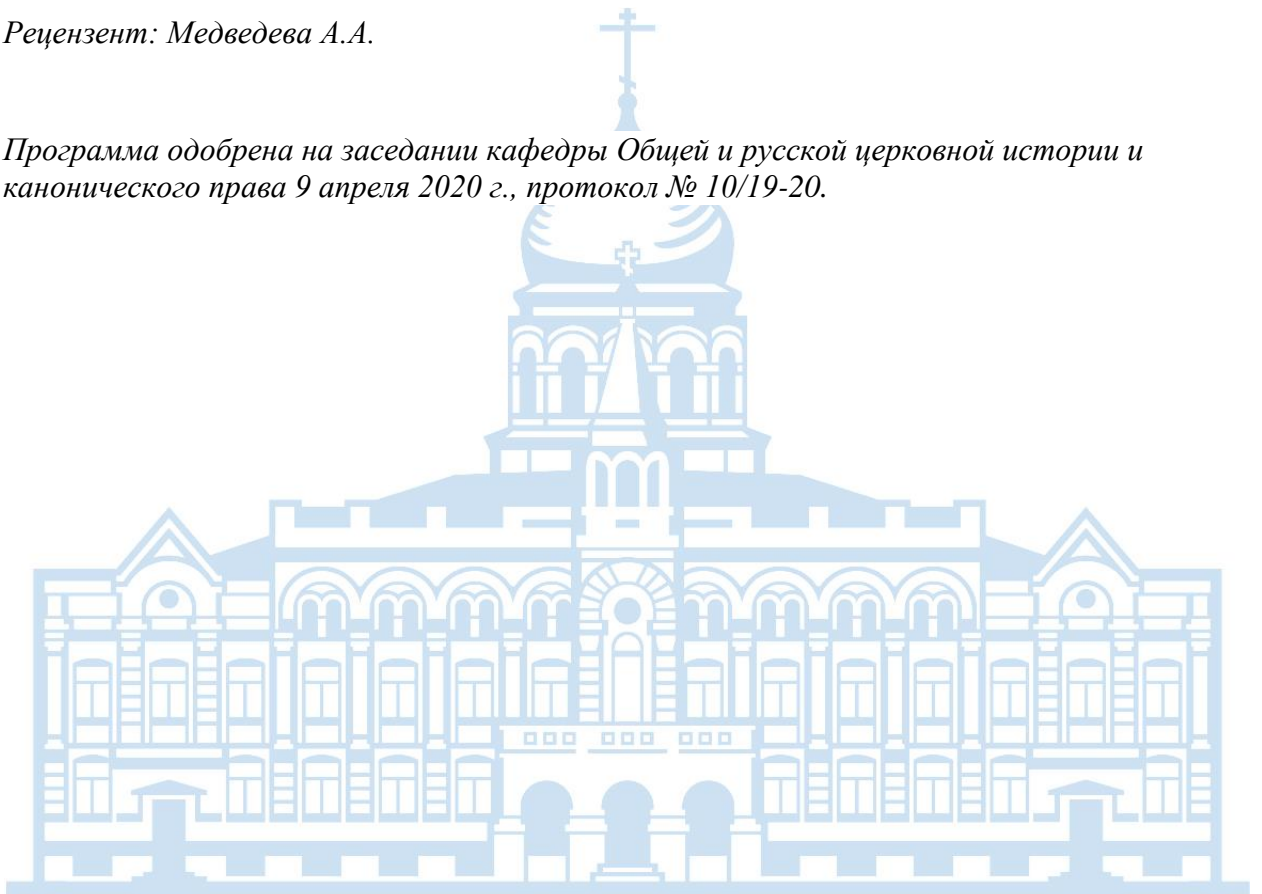 Рецензент: Медведева А.А.
Программа одобрена на заседании кафедры Общей и русской церковной истории и
канонического права 9 апреля 2020 г., протокол № 10/19-20.